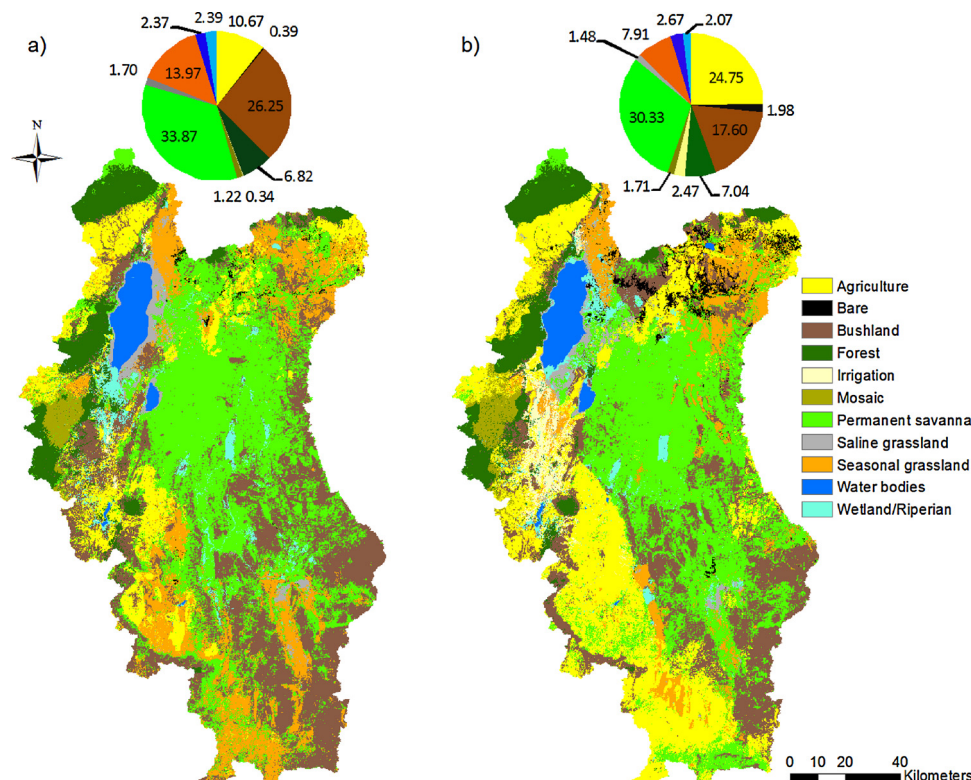 a)
2.37
2.39
10.67
0.39
1.70
13.97
26.25
33.87
6.82
1.22 0.34
b)
1.48
7.91
2.67
2.07
24.75
1.98
30.33
17.60
1.71
2.47
7.04
N
Agriculture
Bare
Bushland
Forest
Irrigation
Mosaic
Permanent savanna
Saline grassland
Seasonal grassland
Water bodies
Wetland/Riperian
0 10 20 40
Kilometers